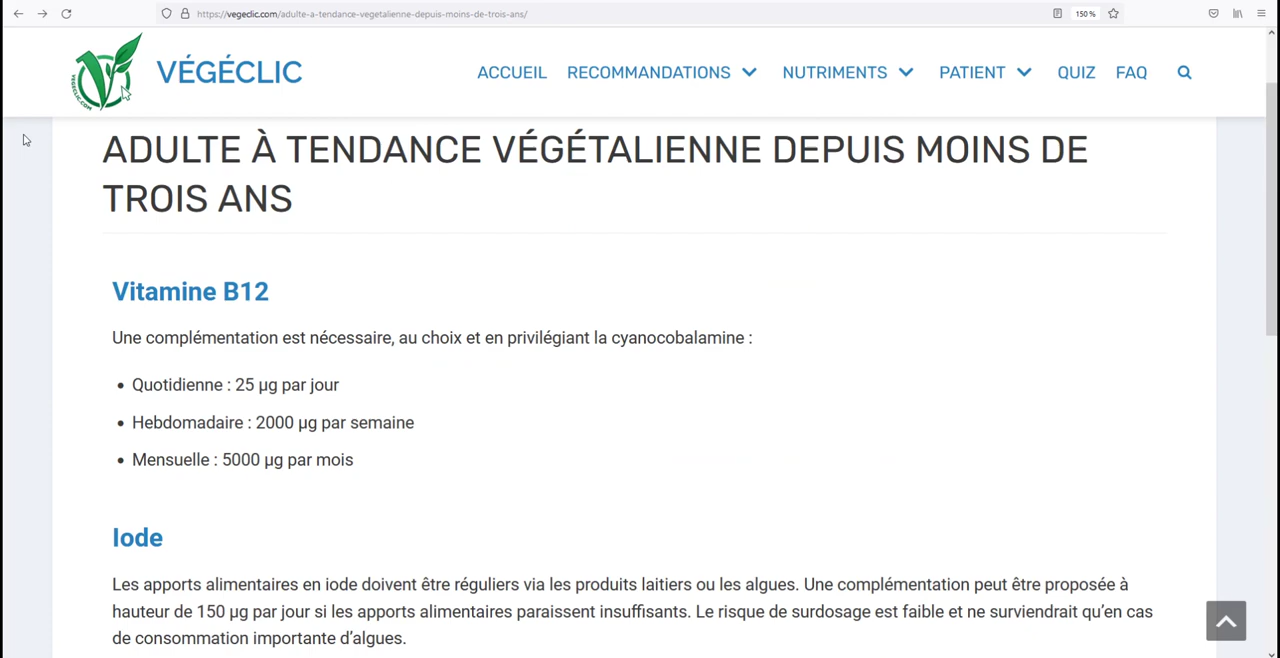 https://vegeclic.com/adulte-a-tendance-vegetalienne-depuis-moins-de-trois-ans/
150 %
VEGECLIC.COM
VÉGÉCLIC
ACCUEIL
RECOMMANDATIONS
NUTRIMENTS
PATIENT
QUIZ
FAQ
ADULTE À TENDANCE VÉGÉTALIENNE DEPUIS MOINS DE
TROIS ANS
Vitamine B12
Une complémentation est nécessaire, au choix et en privilégiant la cyanocobalamine :
• Quotidienne : 25 µg par jour
• Hebdomadaire : 2000 µg par semaine
• Mensuelle : 5000 µg par mois
Iode
Les apports alimentaires en iode doivent être réguliers via les produits laitiers ou les algues. Une complémentation peut être proposée à
hauteur de 150 µg par jour si les apports alimentaires paraissent insuffisants. Le risque de surdosage est faible et ne surviendrait qu’en cas
de consommation importante d’algues.